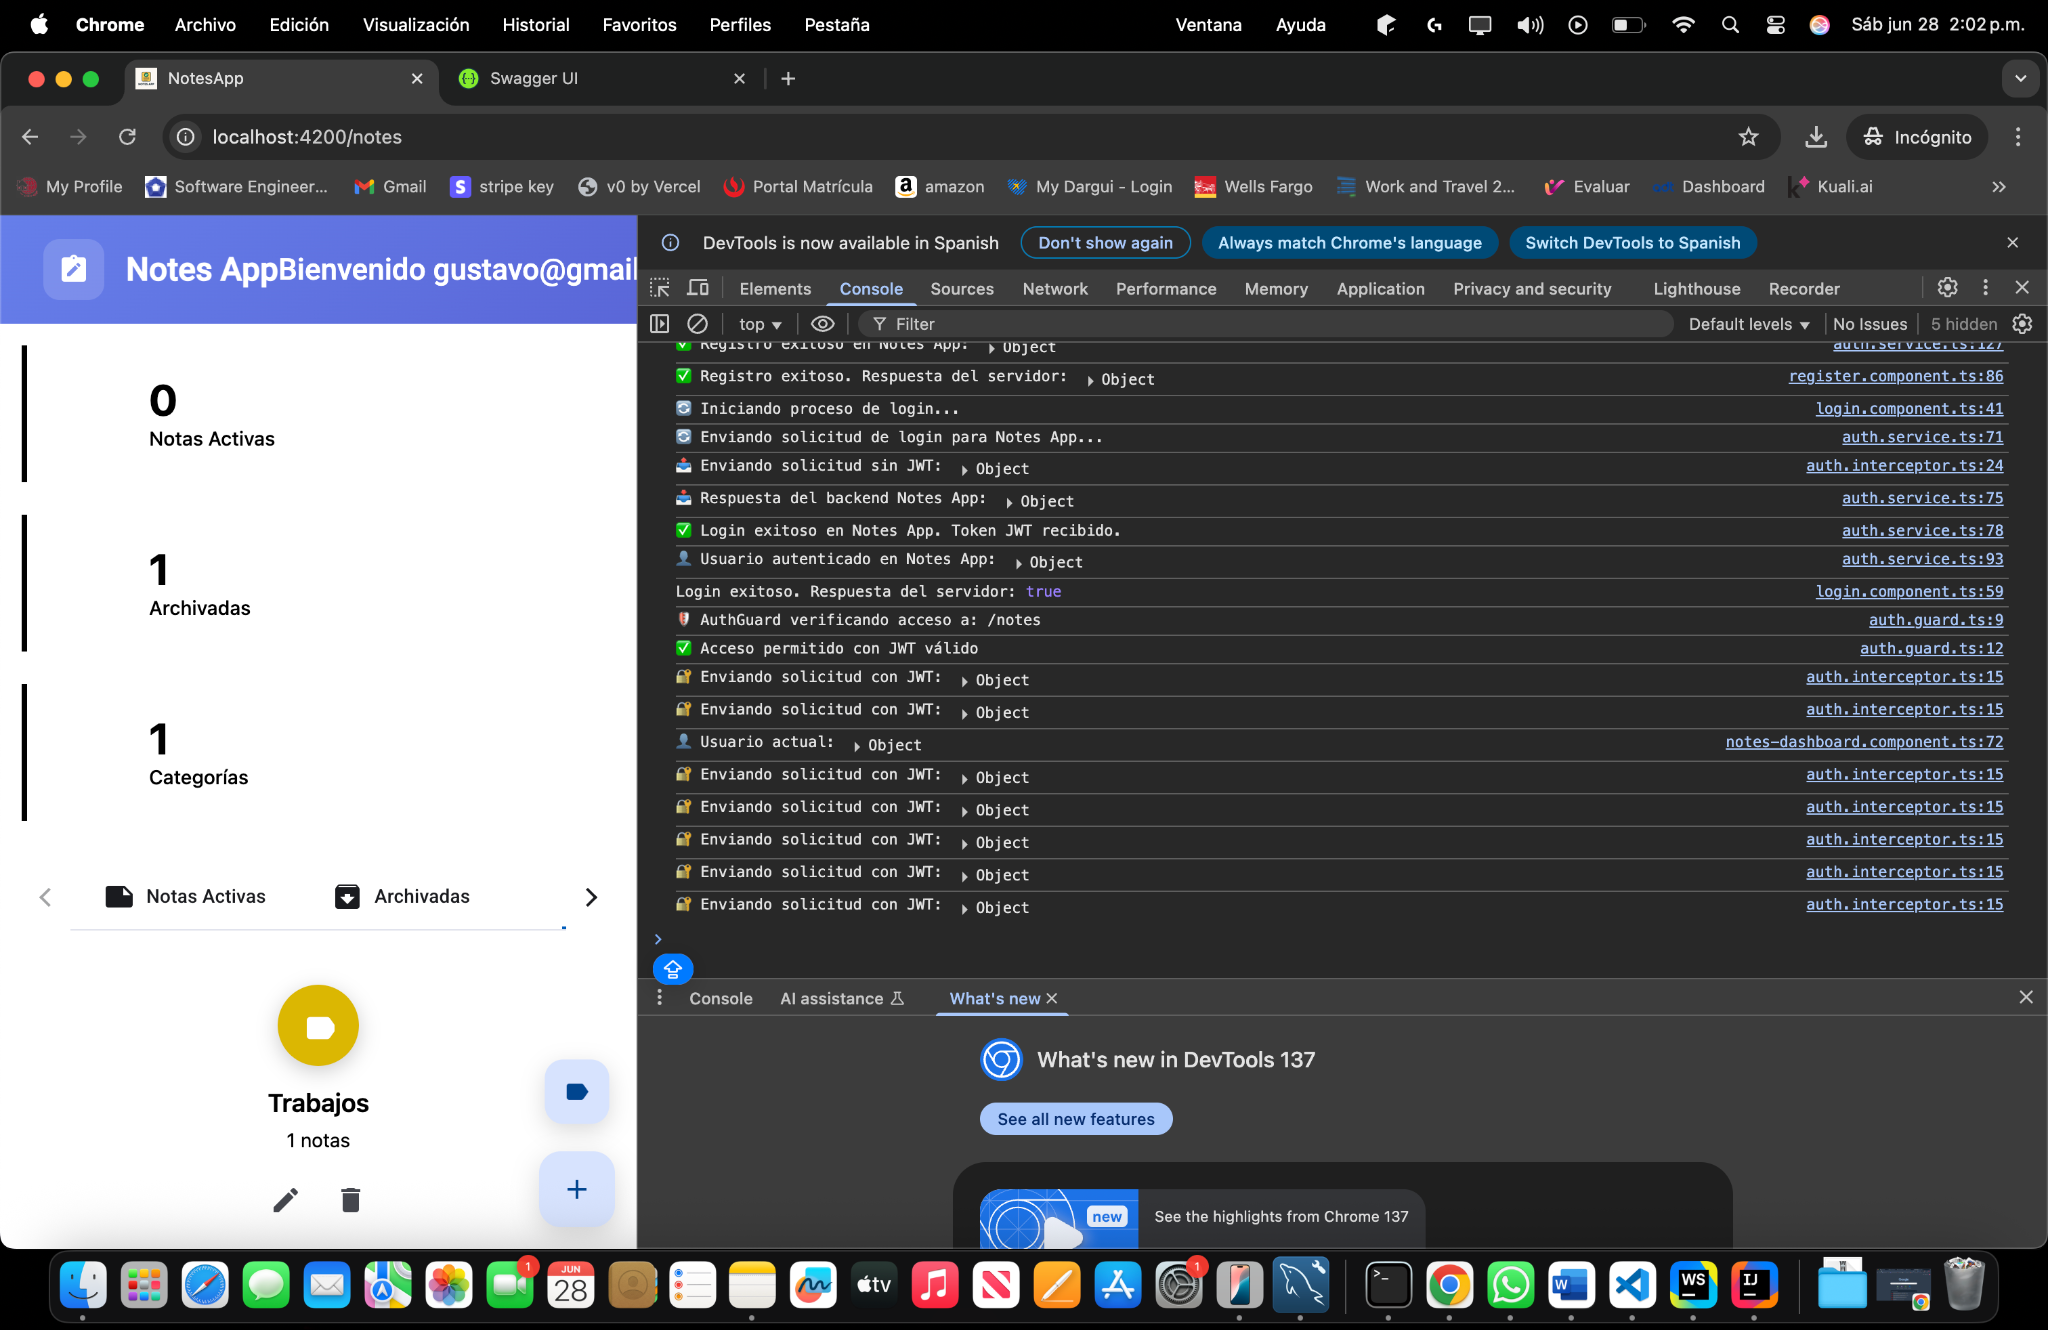 Chrome Archivo Edición Visualización Historial Favoritos Perfiles Pestaña Ventana Ayuda Sáb jun 28 2:02 p.m.
NotesApp Swagger UI
localhost:4200/notes Incógnito
My Profile Software Engineer... Gmail stripe key v0 by Vercel Portal Matrícula amazon My Dargui - Login Wells Fargo Work and Travel 2... Evaluar Dashboard Kuali.ai
Notes AppBienvenido gustavo@gmail
0
Notas Activas
1
Archivadas
1
Categorías
Notas Activas Archivadas
Trabajos
1 notas
DevTools is now available in Spanish Don't show again Always match Chrome's language Switch DevTools to Spanish
Elements Console Sources Network Performance Memory Application Privacy and security Lighthouse Recorder
top Filter Default levels No Issues 5 hidden
Registro exitoso en Notes App: Object auth.service.ts:127
Registro exitoso. Respuesta del servidor: Object register.component.ts:86
Iniciando proceso de login... login.component.ts:41
Enviando solicitud de login para Notes App... auth.service.ts:71
Enviando solicitud sin JWT: Object auth.interceptor.ts:24
Respuesta del backend Notes App: Object auth.service.ts:75
Login exitoso en Notes App. Token JWT recibido. auth.service.ts:78
Usuario autenticado en Notes App: Object auth.service.ts:93
Login exitoso. Respuesta del servidor: true login.component.ts:59
AuthGuard verificando acceso a: /notes auth.guard.ts:9
Acceso permitido con JWT válido auth.guard.ts:12
Enviando solicitud con JWT: Object auth.interceptor.ts:15
Enviando solicitud con JWT: Object auth.interceptor.ts:15
Usuario actual: Object notes-dashboard.component.ts:72
Enviando solicitud con JWT: Object auth.interceptor.ts:15
Enviando solicitud con JWT: Object auth.interceptor.ts:15
Enviando solicitud con JWT: Object auth.interceptor.ts:15
Enviando solicitud con JWT: Object auth.interceptor.ts:15
Enviando solicitud con JWT: Object auth.interceptor.ts:15
Console AI assistance What's new
What's new in DevTools 137
See all new features
new See the highlights from Chrome 137
1 JUN 28 tv 1 WS IJ